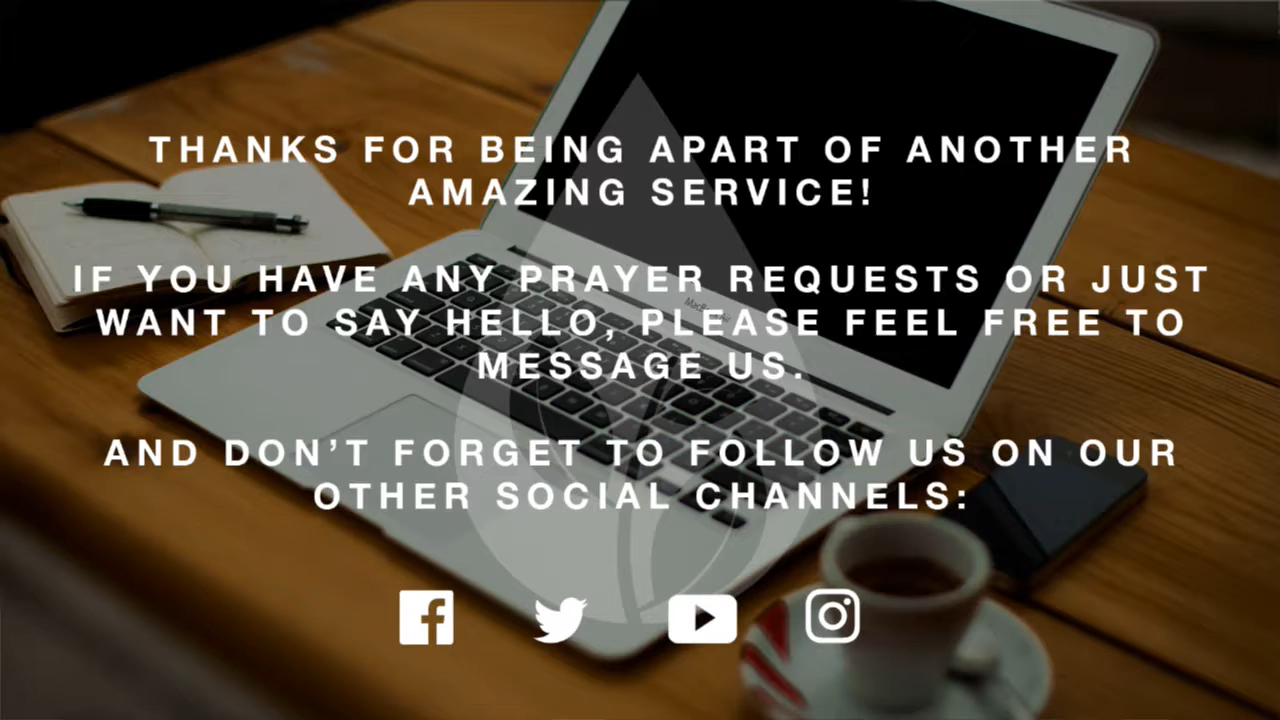 THANKS FOR BEING APART OF ANOTHER
AMAZING SERVICE!
IF YOU HAVE ANY PRAYER REQUESTS OR JUST
WANT TO SAY HELLO, PLEASE FEEL FREE TO
MESSAGE US.
AND DON’T FORGET TO FOLLOW US ON OUR
OTHER SOCIAL CHANNELS: